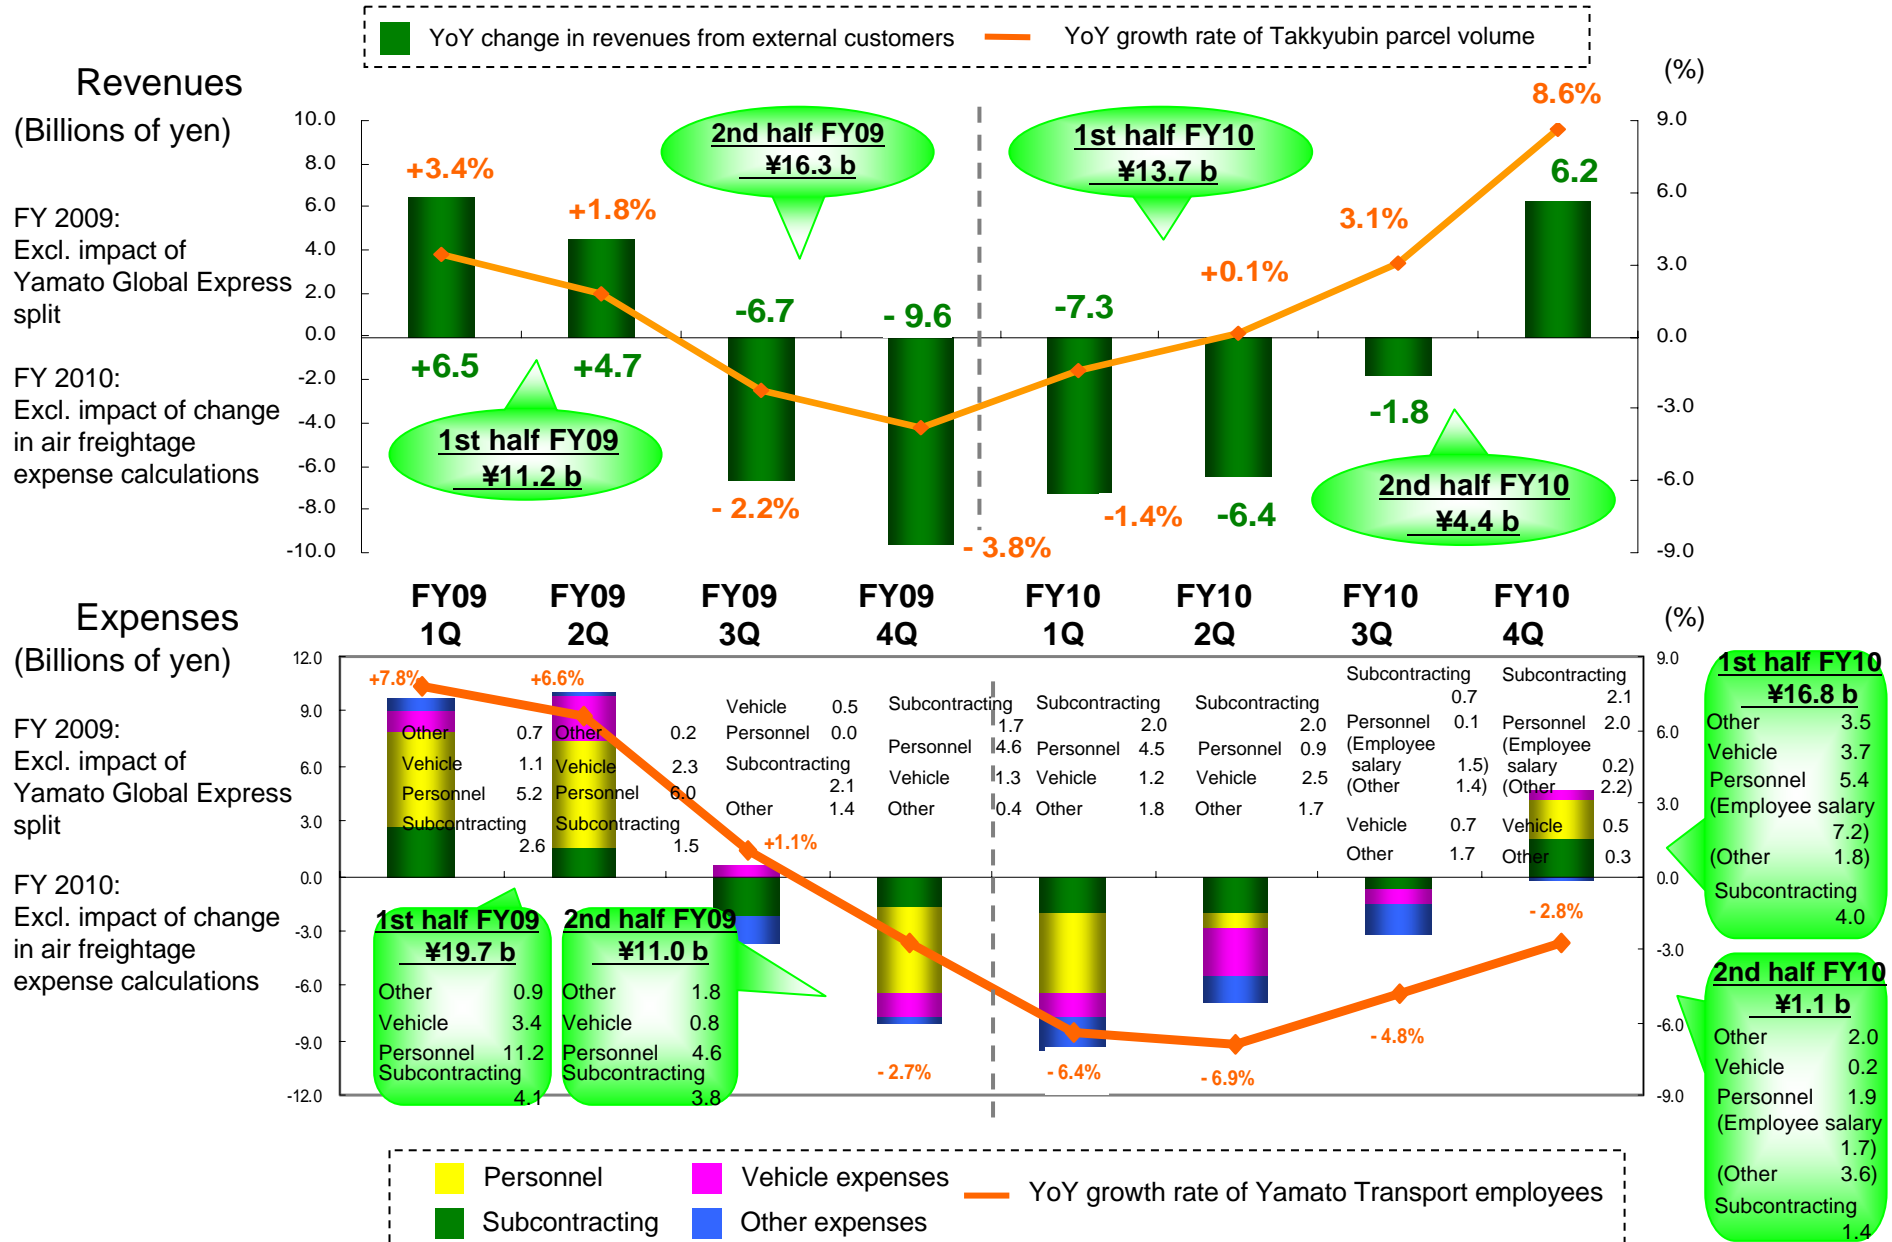 YoY change in revenues from external customers
YoY growth rate of Takkyubin parcel volume
Revenues
(Billions of yen)
(%)
FY 2009:
Excl. impact of
Yamato Global Express
split
FY 2010:
Excl. impact of change
in air freightage
expense calculations
10.0
8.0
6.0
4.0
2.0
0.0
-2.0
-4.0
-6.0
-8.0
-10.0
9.0
6.0
3.0
0.0
-3.0
-6.0
-9.0
+3.4%
+1.8%
- 2.2%
- 3.8%
-1.4%
+0.1%
3.1%
8.6%
+6.5
+4.7
-6.7
- 9.6
-7.3
-6.4
-1.8
6.2
1st half FY09
¥11.2 b
2nd half FY09
¥16.3 b
1st half FY10
¥13.7 b
2nd half FY10
¥4.4 b
FY09
1Q
FY09
2Q
FY09
3Q
FY09
4Q
FY10
1Q
FY10
2Q
FY10
3Q
FY10
4Q
Expenses
(Billions of yen)
(%)
FY 2009:
Excl. impact of
Yamato Global Express
split
FY 2010:
Excl. impact of change
in air freightage
expense calculations
12.0
9.0
6.0
3.0
0.0
-3.0
-6.0
-9.0
-12.0
9.0
6.0
3.0
0.0
-3.0
-6.0
-9.0
+7.8%
+6.6%
+1.1%
- 2.7%
- 6.4%
- 6.9%
- 4.8%
- 2.8%
Other 0.7
Vehicle 1.1
Personnel 5.2
Subcontracting
2.6
Other 0.2
Vehicle 2.3
Personnel 6.0
Subcontracting
1.5
Vehicle 0.5
Personnel 0.0
Subcontracting
2.1
Other 1.4
Subcontracting
1.7
Personnel 4.6
Vehicle 1.3
Other 0.4
Subcontracting
2.0
Personnel 4.5
Vehicle 1.2
Other 1.8
Subcontracting
2.0
Personnel 0.9
Vehicle 2.5
Other 1.7
Subcontracting
0.7
Personnel 0.1
(Employee
salary 1.5)
(Other 1.4)
Vehicle 0.7
Other 1.7
Subcontracting
2.1
Personnel 2.0
(Employee
salary 0.2)
(Other 2.2)
Vehicle 0.5
Other 0.3
1st half FY09
¥19.7 b
Other 0.9
Vehicle 3.4
Personnel 11.2
Subcontracting
4.1
2nd half FY09
¥11.0 b
Other 1.8
Vehicle 0.8
Personnel 4.6
Subcontracting
3.8
1st half FY10
¥16.8 b
Other 3.5
Vehicle 3.7
Personnel 5.4
(Employee salary
7.2)
(Other 1.8)
Subcontracting
4.0
2nd half FY10
¥1.1 b
Other 2.0
Vehicle 0.2
Personnel 1.9
(Employee salary
1.7)
(Other 3.6)
Subcontracting
1.4
Personnel
Vehicle expenses
YoY growth rate of Yamato Transport employees
Subcontracting
Other expenses